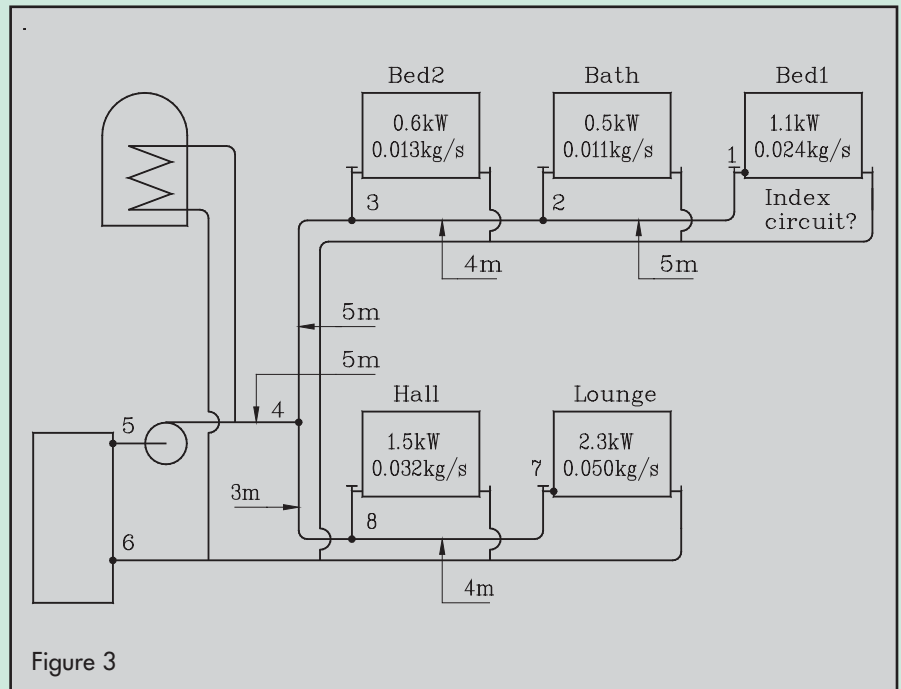 Bed2
Bath
Bed1
0.6kW
0.013kg/s
0.5kW
0.011kg/s
1.1kW
0.024kg/s
1
3
2
Index
circuit?
4m
5m
5m
5m
4
5
Hall
Lounge
1.5kW
0.032kg/s
2.3kW
0.050kg/s
7
3m
8
6
4m
Figure 3